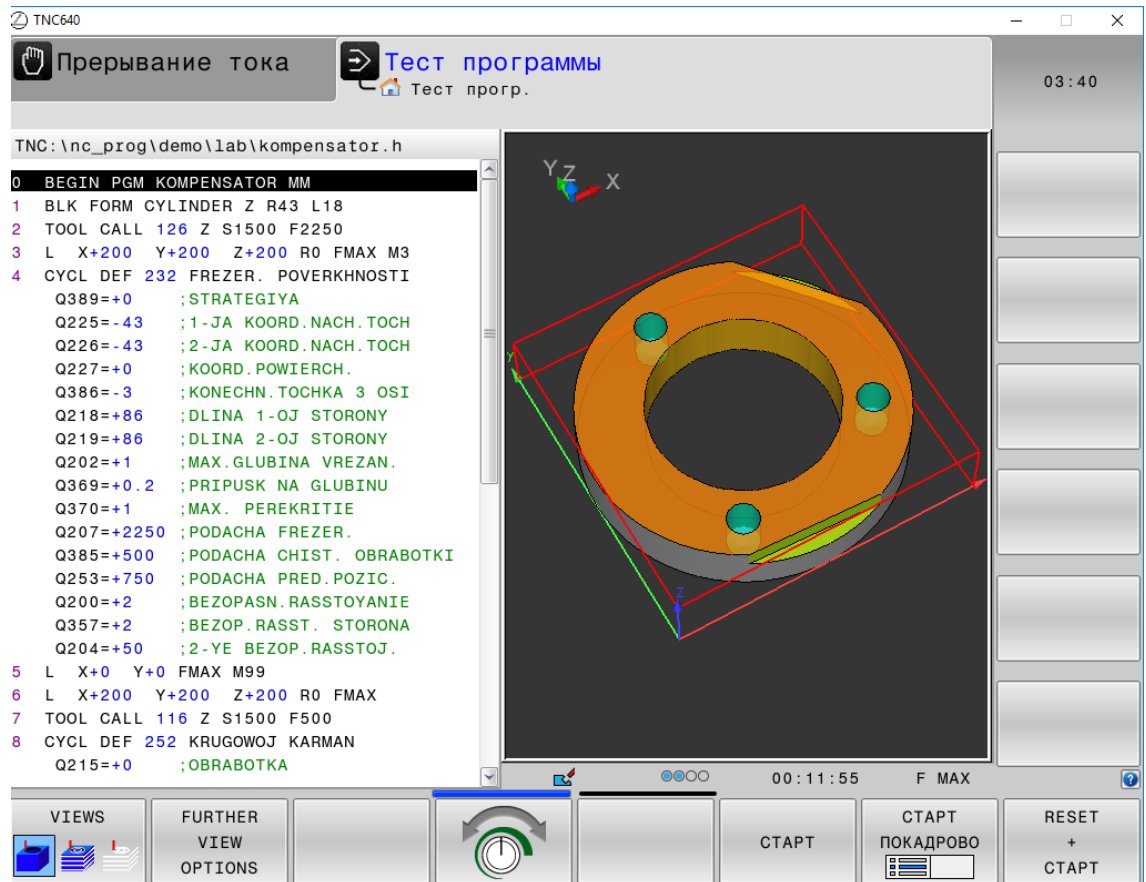 TNC640
Прерывание тока
Тест программы
Тест прогр.
03:40
TNC:\nc_prog\demo\lab\kompensator.h
0 BEGIN PGM KOMPENSATOR MM
1 BLK FORM CYLINDER Z R43 L18
2 TOOL CALL 126 Z S1500 F2250
3 L X+200 Y+200 Z+200 R0 FMAX M3
4 CYCL DEF 232 FREZER. POVERKHNOSTI
Q389=+0 ;STRATEGIYA
Q225=-43 ;1-JA KOORD.NACH.TOCH
Q226=-43 ;2-JA KOORD.NACH.TOCH
Q227=+0 ;KOORD.POWIERCH.
Q386=-3 ;KONECHN.TOCHKA 3 OSI
Q218=+86 ;DLINA 1-OJ STORONY
Q219=+86 ;DLINA 2-OJ STORONY
Q202=+1 ;MAX.GLUBINA VREZAN.
Q369=+0.2 ;PRIPUSK NA GLUBINU
Q370=+1 ;MAX. PEREKRITIE
Q207=+2250 ;PODACHA FREZER.
Q385=+500 ;PODACHA CHIST. OBRABOTKI
Q253=+750 ;PODACHA PRED.POZIC.
Q200=+2 ;BEZOPASN.RASSTOYANIE
Q357=+2 ;BEZOP.RASST. STORONA
Q204=+50 ;2-YE BEZOP.RASSTOJ.
5 L X+0 Y+0 FMAX M99
6 L X+200 Y+200 Z+200 R0 FMAX
7 TOOL CALL 116 Z S1500 F500
8 CYCL DEF 252 KRUGOWOJ KARMAN
Q215=+0 ;OBRABOTKA
Y Z X
Y
Z
00:11:55 F MAX
VIEWS
FURTHER
VIEW
OPTIONS
СТАРТ
СТАРТ
ПОКАДРОВО
RESET
+
СТАРТ